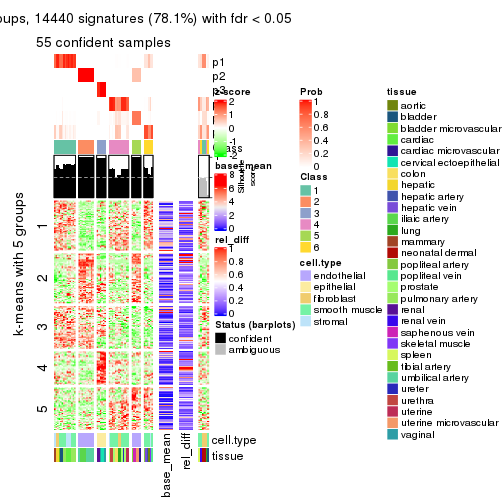 oups, 14440 signatures (78.1%) with fdr < 0.05
55 confident samples
p1
p2
p3
k-means with 5 groups
1
2
3
4
5
z-score
2
1
0
-1
-2
Silhouette
score
base_mean
8
6
4
2
0
rel_diff
1
0.8
0.6
0.4
0.2
0
Status (barplots)
confident
ambiguous
Prob
1
0.8
0.6
0.4
0.2
0
Class
1
2
3
4
5
6
cell.type
endothelial
epithelial
fibroblast
smooth muscle
stromal
tissue
aortic
bladder
bladder microvascular
cardiac
cardiac microvascular
cervical ectoepithelial
colon
hepatic
hepatic artery
hepatic vein
iliaic artery
lung
mammary
neonatal dermal
popliteal artery
popliteal vein
prostate
pulmonary artery
renal
renal vein
saphenous vein
skeletal muscle
spleen
tibial artery
umbilical artery
ureter
urethra
uterine
uterine microvascular
vaginal
cell.type
tissue
base_mean
rel_diff